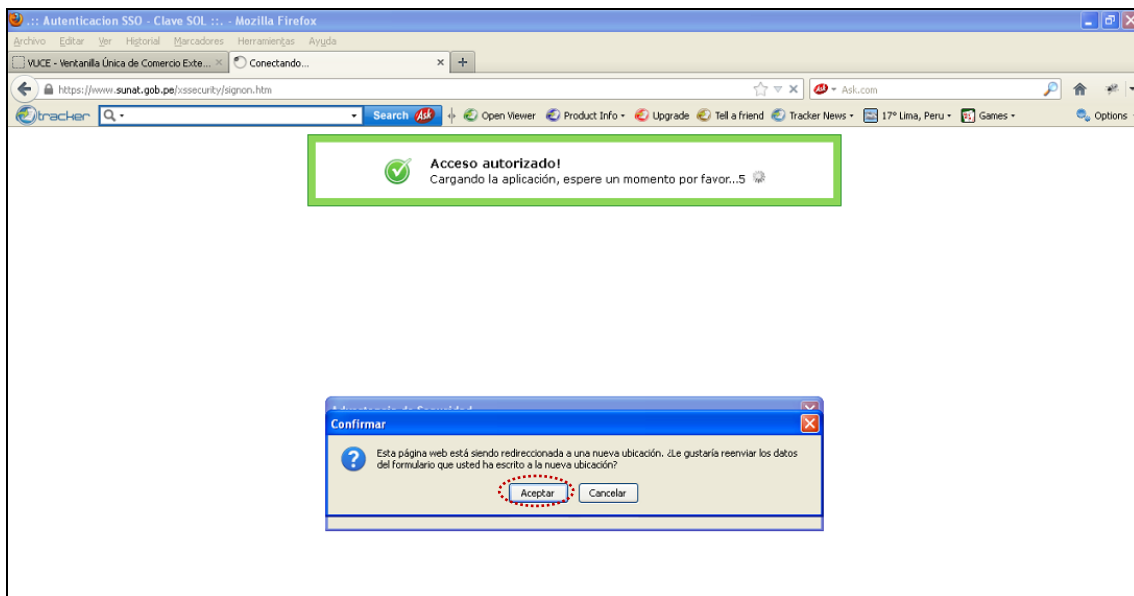 .:: Autenticacion SSO - Clave SOL ::. - Mozilla Firefox
Archivo Editar Ver Historial Marcadores Herramientas Ayuda
VUCE - Ventanilla Única de Comercio Exte... Conectando...
https://www.sunat.gob.pe/xssecurity/signon.htm Ask.com
tracker Search Ask Open Viewer Product Info Upgrade Tell a friend Tracker News 17° Lima, Peru Games Options
Acceso autorizado!
Cargando la aplicación, espere un momento por favor...5
Advertencia de Seguridad
Confirmar
Esta página web está siendo redireccionada a una nueva ubicación. ¿Le gustaría reenviar los datos
del formulario que usted ha escrito a la nueva ubicación?
Aceptar Cancelar